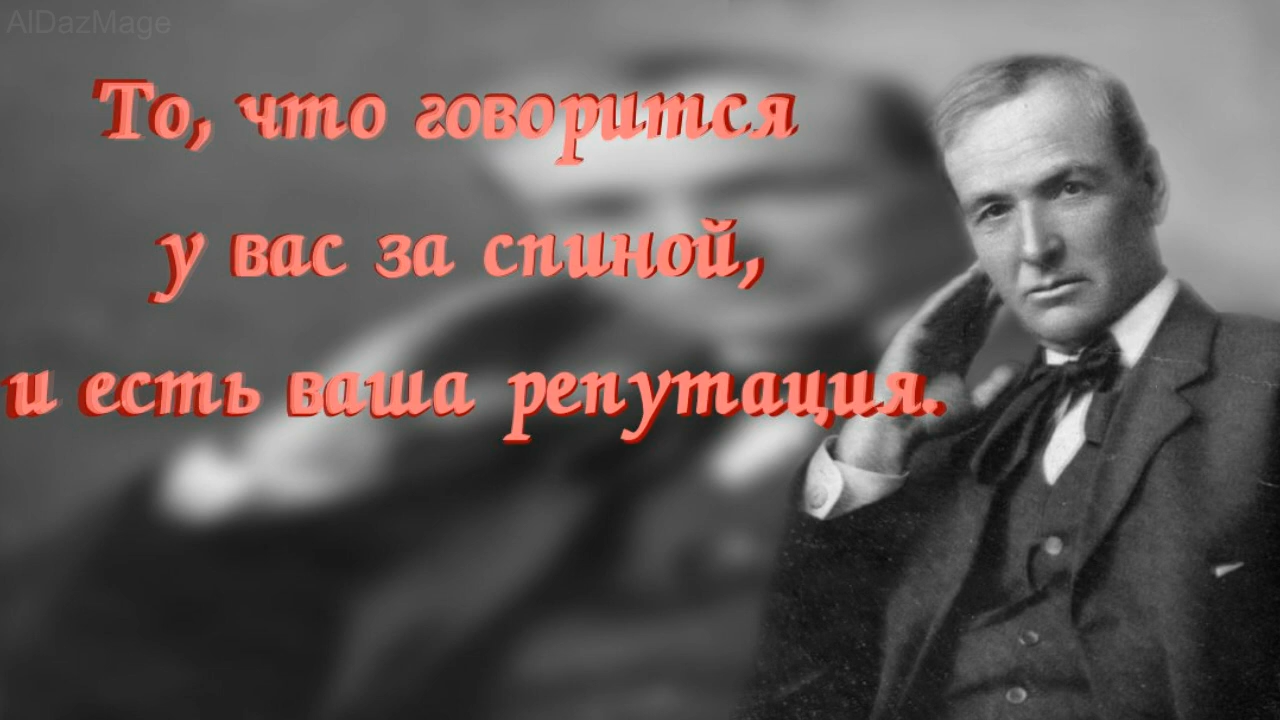 AlDazMage
То, что говорится
у вас за спиной,
и есть ваша репутация.